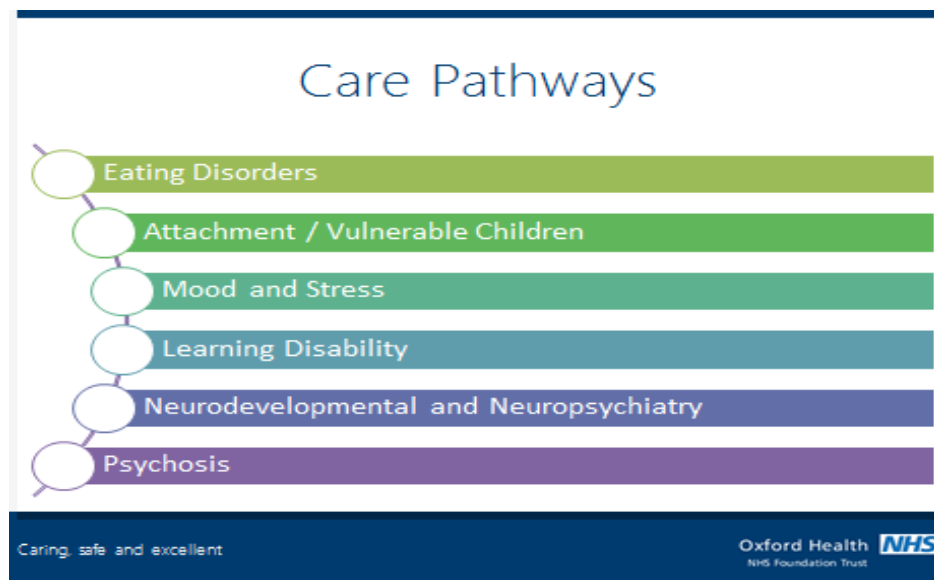 Care Pathways
Eating Disorders
Attachment / Vulnerable Children
Mood and Stress
Learning Disability
Neurodevelopmental and Neuropsychiatry
Psychosis
Caring, safe and excellent
Oxford Health NHS
NHS Foundation Trust